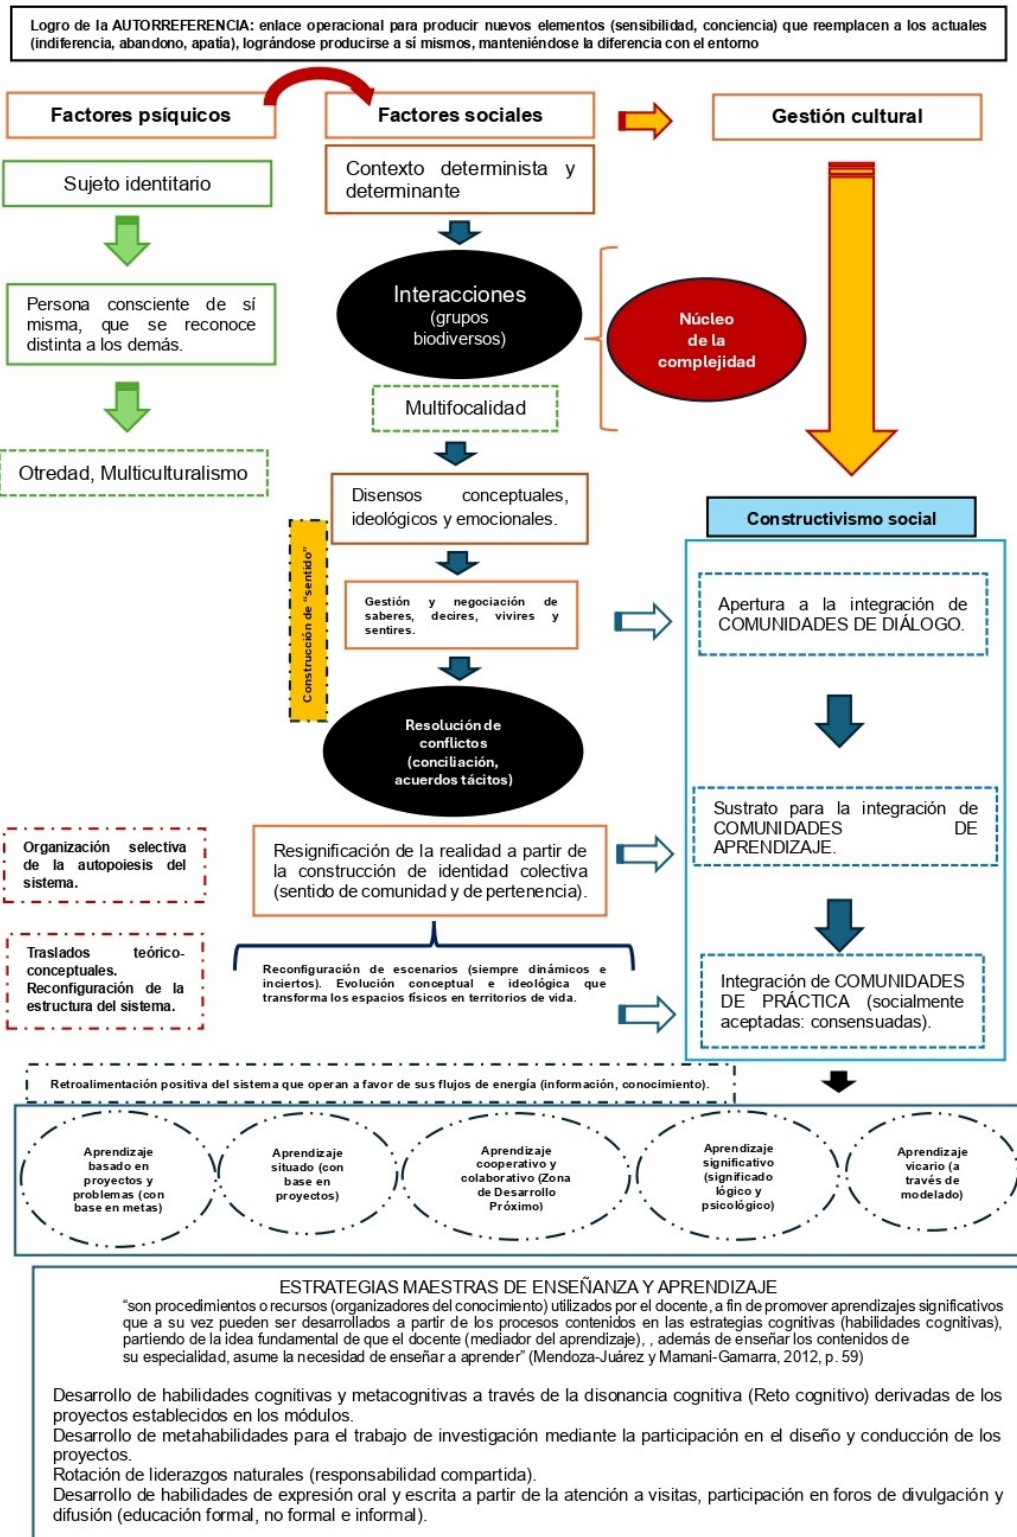 Logro de la AUTORREFERENCIA: enlace operacional para producir nuevos elementos (sensibilidad, conciencia) que reemplacen a los actuales
(indiferencia, abandono, apatía), lográndose producirse a sí mismos, manteniéndose la diferencia con el entorno
Factores psíquicos
Factores sociales
Gestión cultural
Sujeto identitario
Contexto determinista y
determinante
Persona consciente de sí
misma, que se reconoce
distinta a los demás.
Interacciones
(grupos
biodiversos)
Núcleo
de la
complejidad
Multifocalidad
Otredad, Multiculturalismo
Disensos conceptuales,
ideológicos y emocionales.
Construcción de "sentido"
Gestión y negociación de
saberes, decires, vivires y
sentires.
Resolución de
conflictos
(conciliación,
acuerdos tácitos)
Constructivismo social
Apertura a la integración de
COMUNIDADES DE DIÁLOGO.
Sustrato para la integración de
COMUNIDADES DE
APRENDIZAJE.
Organización selectiva
de la autopoiesis del
sistema.
Resignificación de la realidad a partir de
la construcción de identidad colectiva
(sentido de comunidad y de pertenencia).
Traslados teórico-
conceptuales.
Reconfiguración de la
estructura del sistema.
Reconfiguración de escenarios (siempre dinámicos e
inciertos). Evolución conceptual e ideológica que
transforma los espacios físicos en territorios de vida.
Integración de COMUNIDADES
DE PRÁCTICA (socialmente
aceptadas: consensuadas).
Retroalimentación positiva del sistema que operan a favor de sus flujos de energía (información, conocimiento).
Aprendizaje
basado en
proyectos y
problemas (con
base en metas)
Aprendizaje
situado (con
base en
proyectos)
Aprendizaje
cooperativo y
colaborativo (Zona
de Desarrollo
Próximo)
Aprendizaje
significativo
(significado
lógico y
psicológico)
Aprendizaje
vicario (a
través de
modelado)
ESTRATEGIAS MAESTRAS DE ENSEÑANZA Y APRENDIZAJE
“son procedimientos o recursos (organizadores del conocimiento) utilizados por el docente, a fin de promover aprendizajes significativos
que a su vez pueden ser desarrollados a partir de los procesos contenidos en las estrategias cognitivas (habilidades cognitivas),
partiendo de la idea fundamental de que el docente (mediador del aprendizaje), , además de enseñar los contenidos de
su especialidad, asume la necesidad de enseñar a aprender” (Mendoza-Juárez y Mamani-Gamarra, 2012, p. 59)
Desarrollo de habilidades cognitivas y metacognitivas a través de la disonancia cognitiva (Reto cognitivo) derivadas de los
proyectos establecidos en los módulos.
Desarrollo de metahabilidades para el trabajo de investigación mediante la participación en el diseño y conducción de los
proyectos.
Rotación de liderazgos naturales (responsabilidad compartida).
Desarrollo de habilidades de expresión oral y escrita a partir de la atención a visitas, participación en foros de divulgación y
difusión (educación formal, no formal e informal).